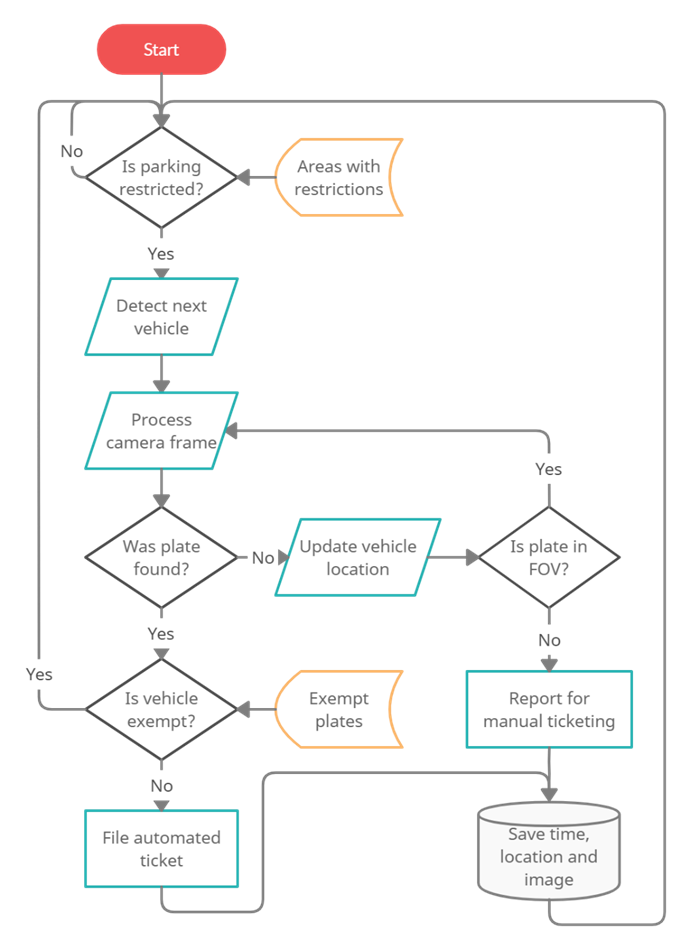 Start
No
Is parking
restricted?
Areas with
restrictions
Yes
Detect next
vehicle
Process
camera frame
Yes
Was plate
found?
No
Update vehicle
location
Is plate in
FOV?
Yes
No
Yes
Is vehicle
exempt?
Exempt
plates
Report for
manual ticketing
No
File automated
ticket
Save time,
location and
image